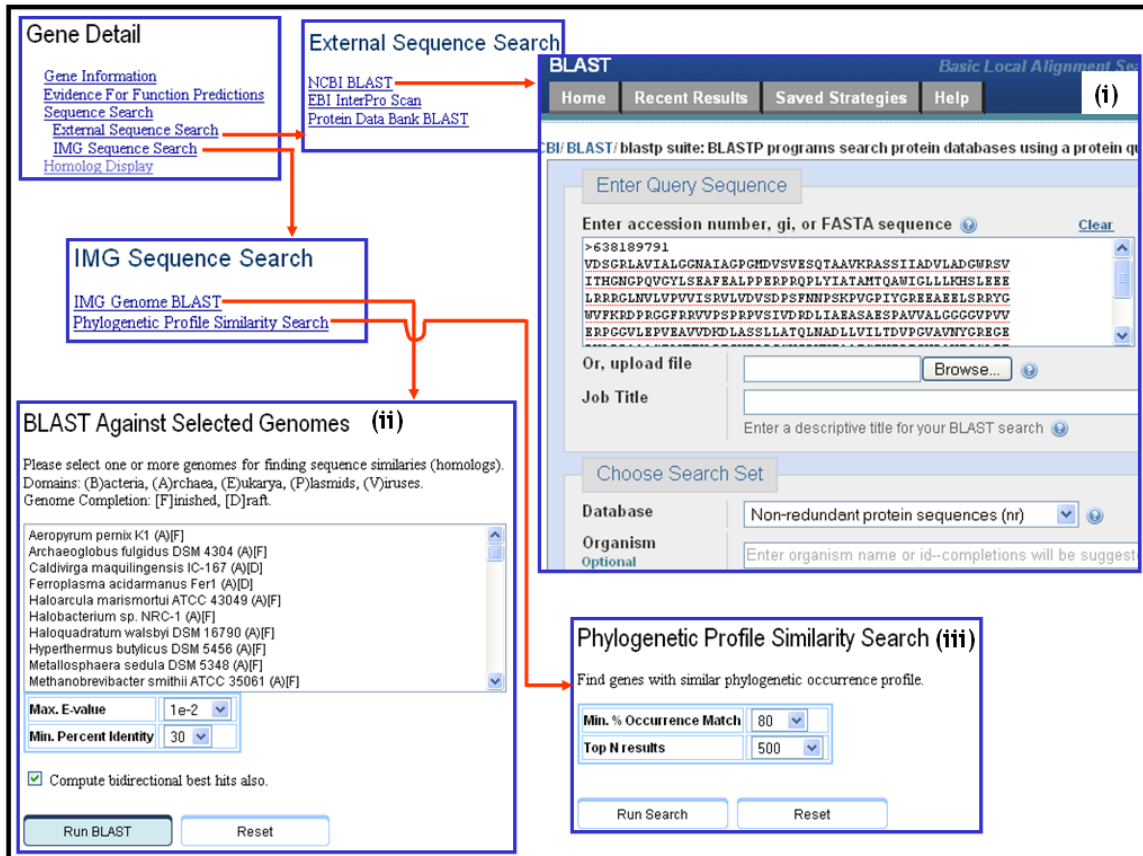 Gene Detail
Gene Information
Evidence For Function Predictions
Sequence Search
External Sequence Search
IMG Sequence Search
Homolog Display
External Sequence Search
NCBI BLAST
EBI InterPro Scan
Protein Data Bank BLAST
BLAST
Basic Local Alignment Sea
Home Recent Results Saved Strategies Help
(i)
CBI/ BLAST/ blastp suite: BLASTP programs search protein databases using a protein qu
Enter Query Sequence
Enter accession number, gi, or FASTA sequence Clear
>638189791
VDSGRLAVIALGGNAIAGPGMDVSVESQTAAVKRASSIIADVLADGWRSV
ITHGNGPQVGYLSEAFEALPPERPRQPLYIATAMTQAWIGLLLKHSLEEE
LRRRGLNVLVPVVISRVLVDVSDPSFNNPSKPVGPIYGREEAEELSRRYG
WVFKRDPRGGFRRVVPSPRPVSIVDRDLIAEASAESPAVVALGGGGVPVV
ERPGGVLEPVEAVVDKDLASSLLATQLNADLLVILTDVPGVAVNYGREGE
Or, upload file
Browse...
Job Title
Enter a descriptive title for your BLAST search
Choose Search Set
Database
Non-redundant protein sequences (nr)
Organism
Optional
Enter organism name or id--completions will be suggeste
IMG Sequence Search
IMG Genome BLAST
Phylogenetic Profile Similarity Search
BLAST Against Selected Genomes (ii)
Please select one or more genomes for finding sequence similaries (homologs).
Domains: (B)acteria, (A)rchaea, (E)ukarya, (P)lasmids, (V)iruses.
Genome Completion: [F]inished, [D]raft.
Aeropyrum pernix K1 (A)[F]
Archaeoglobus fulgidus DSM 4304 (A)[F]
Caldivirga maquilingensis IC-167 (A)[D]
Ferroplasma acidarmanus Fer1 (A)[D]
Haloarcula marismortui ATCC 43049 (A)[F]
Halobacterium sp. NRC-1 (A)[F]
Haloquadratum walsbyi DSM 16790 (A)[F]
Hyperthermus butylicus DSM 5456 (A)[F]
Metallosphaera sedula DSM 5348 (A)[F]
Methanobrevibacter smithii ATCC 35061 (A)[F]
Max. E-value 1e-2
Min. Percent Identity 30
Compute bidirectional best hits also.
Run BLAST Reset
Phylogenetic Profile Similarity Search (iii)
Find genes with similar phylogenetic occurrence profile.
Min. % Occurrence Match 80
Top N results 500
Run Search Reset